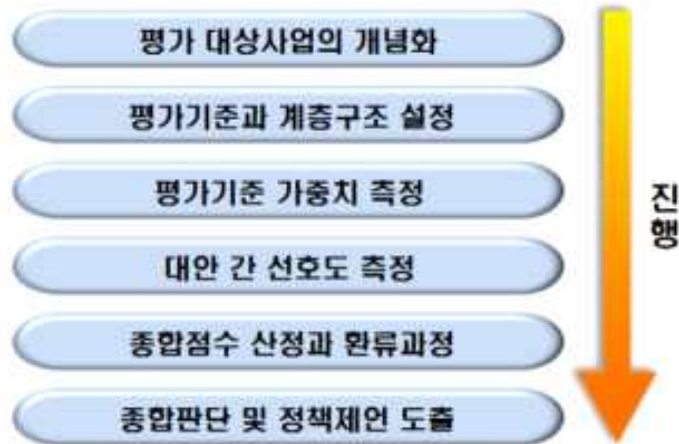 평가 대상사업의 개념화
평가기준과 계층구조 설정
평가기준 가중치 측정
대안 간 선호도 측정
종합점수 산정과 환류과정
종합판단 및 정책제언 도출
진행